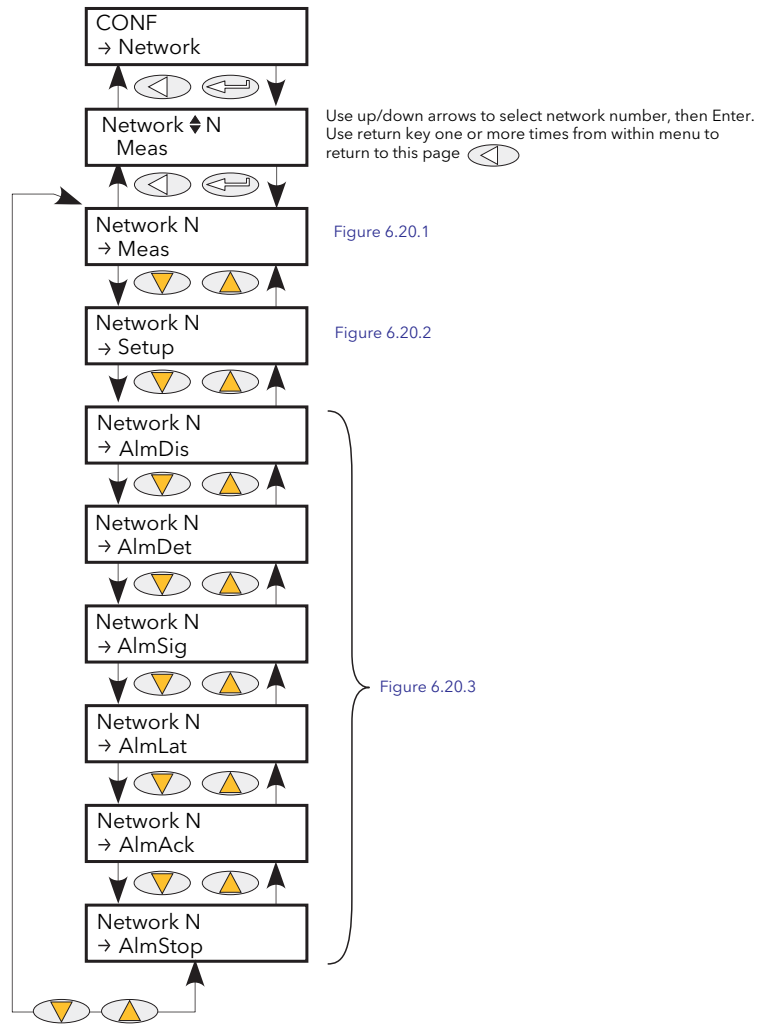 CONF
→ Network
Network ♦ N
Meas
Use up/down arrows to select network number, then Enter.
Use return key one or more times from within menu to
return to this page
Network N
→ Meas
Figure 6.20.1
Network N
→ Setup
Figure 6.20.2
Network N
→ AlmDis
Network N
→ AlmDet
Network N
→ AlmSig
Figure 6.20.3
Network N
→ AlmLat
Network N
→ AlmAck
Network N
→ AlmStop